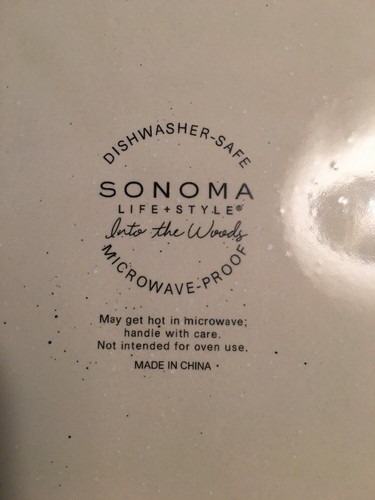 DISHWASHER-SAFE
SONOMA
LIFE+STYLE®
Into the Woods
MICROWAVE-PROOF
May get hot in microwave;
handle with care.
Not intended for oven use.
MADE IN CHINA